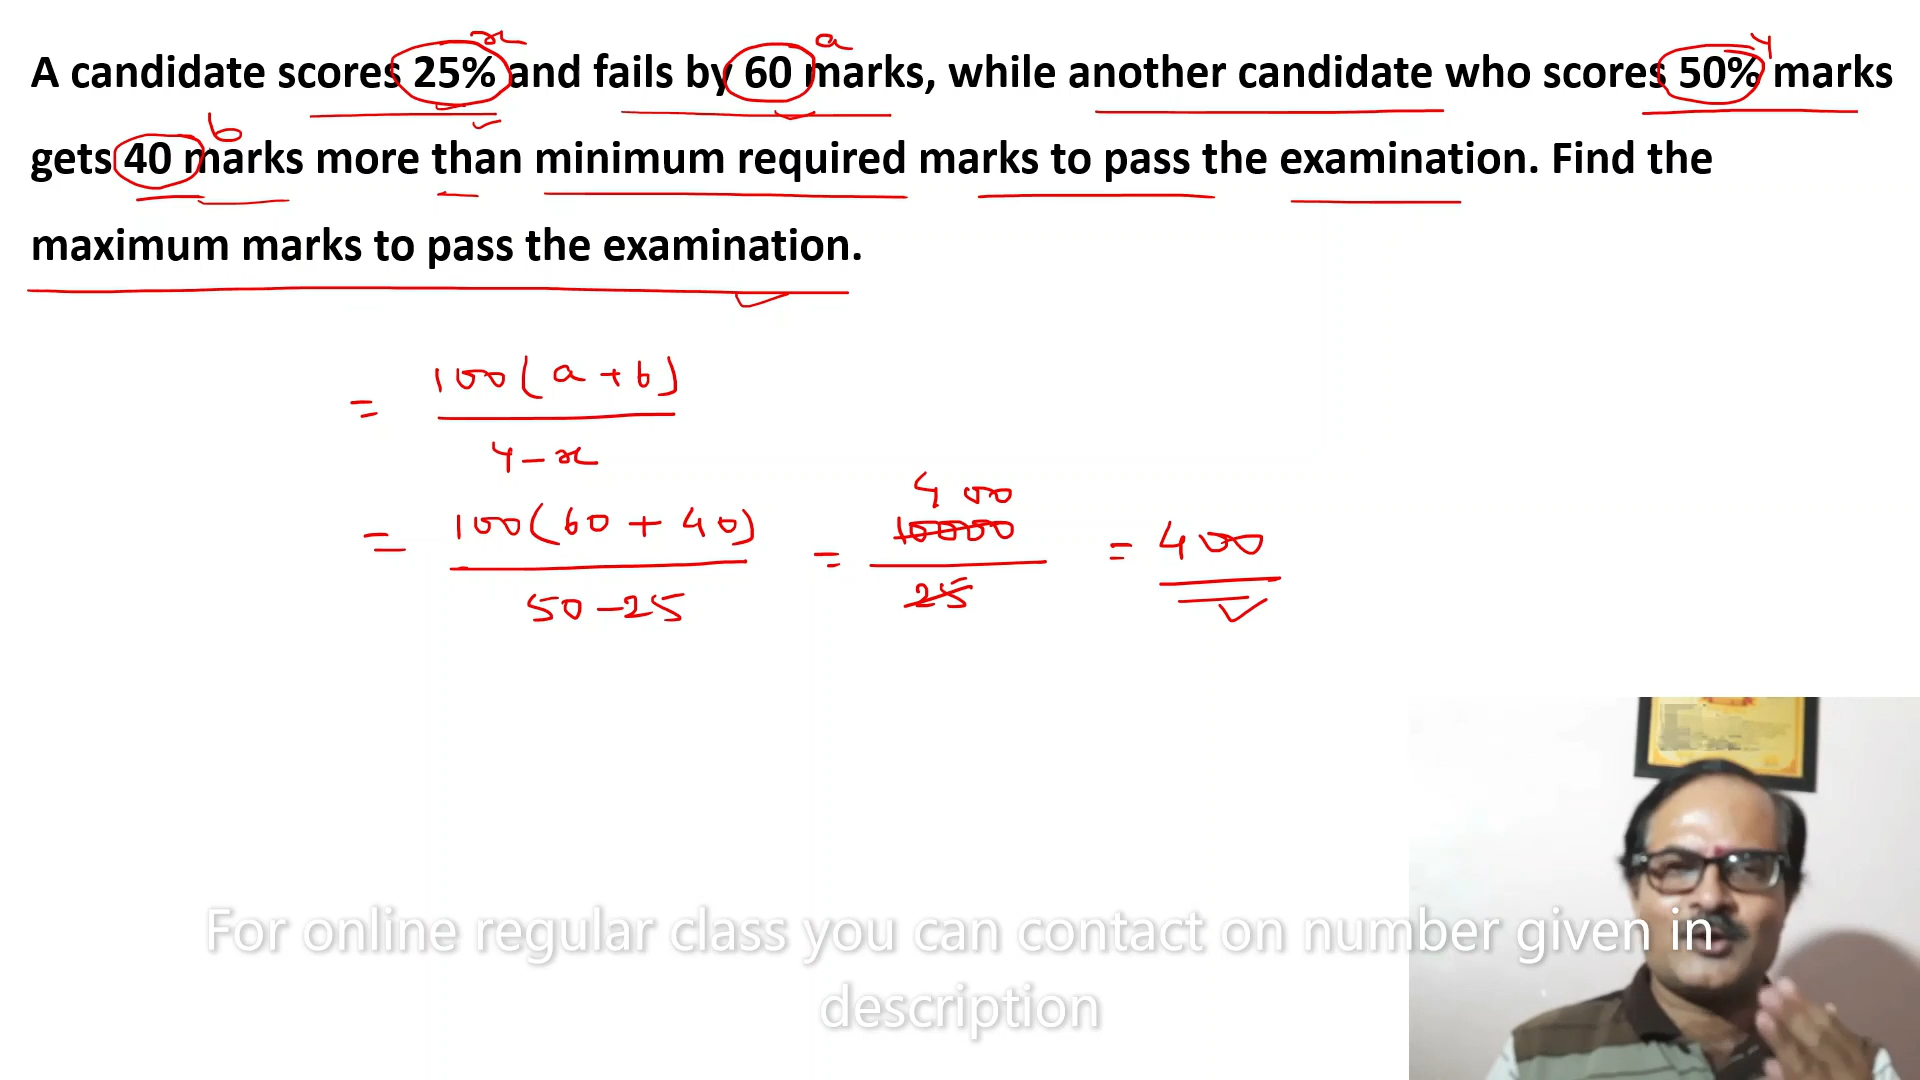 A candidate scores 25% and fails by 60 marks, while another candidate who scores 50% marks
x a y
gets 40 marks more than minimum required marks to pass the examination. Find the
b
maximum marks to pass the examination.
= 100(a+b)
y-x
= 100(60+40) = 10000 = 400
400
50-25 25
For online regular class you can contact on number given in
description